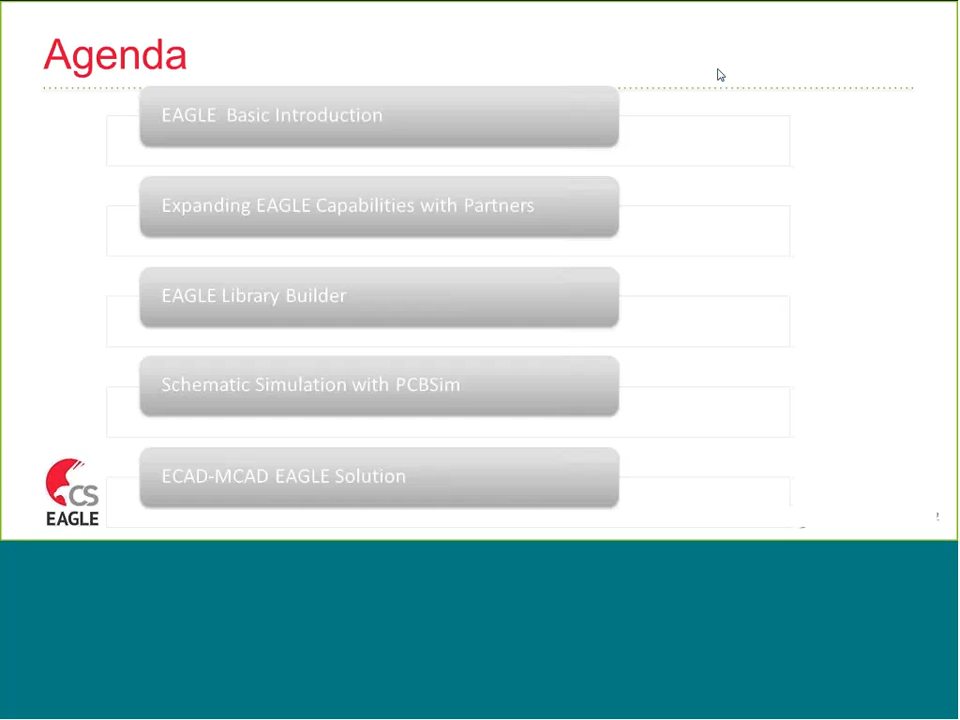 Agenda
EAGLE  Basic Introduction
Expanding EAGLE Capabilities with Partners
EAGLE Library Builder
Schematic Simulation with PCBSim
ECAD-MCAD EAGLE Solution
CS
EAGLE